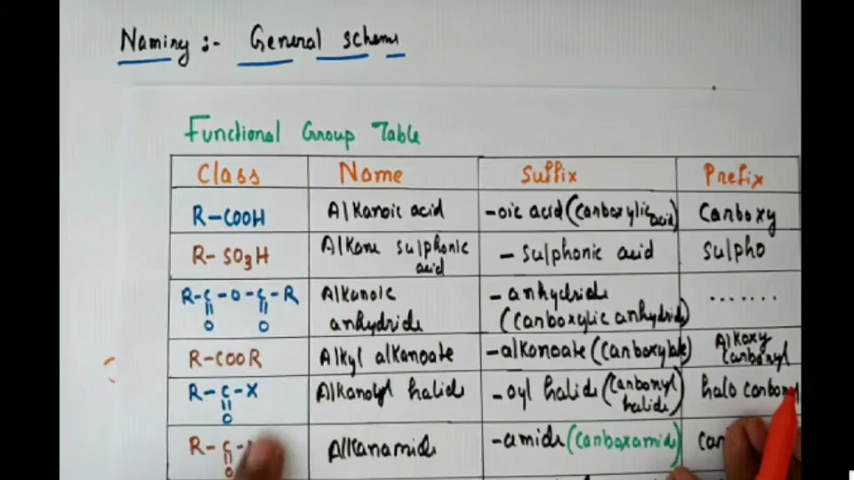 Naming :- General scheme
Functional Group Table
Class Name Suffix Prefix
R-COOH Alkanoic acid -oic acid (Carboxylic acid) Carboxy
R-SO3H Alkane sulphonic acid - Sulphonic acid Sulpho
R-C-O-C-R Alkanoic anhydride - anhydride (Carboxylic anhydride) .......
O O
R-COOR Alkyl alkanoate -alkonoate (Carboxylate) Alkoxy Carbonyl
R-C-X Alkanolyl halide -oyl halide (Carbonyl halide) halo carbonyl
O
R-C- Alkanamide -amide (Carboxamide)
O